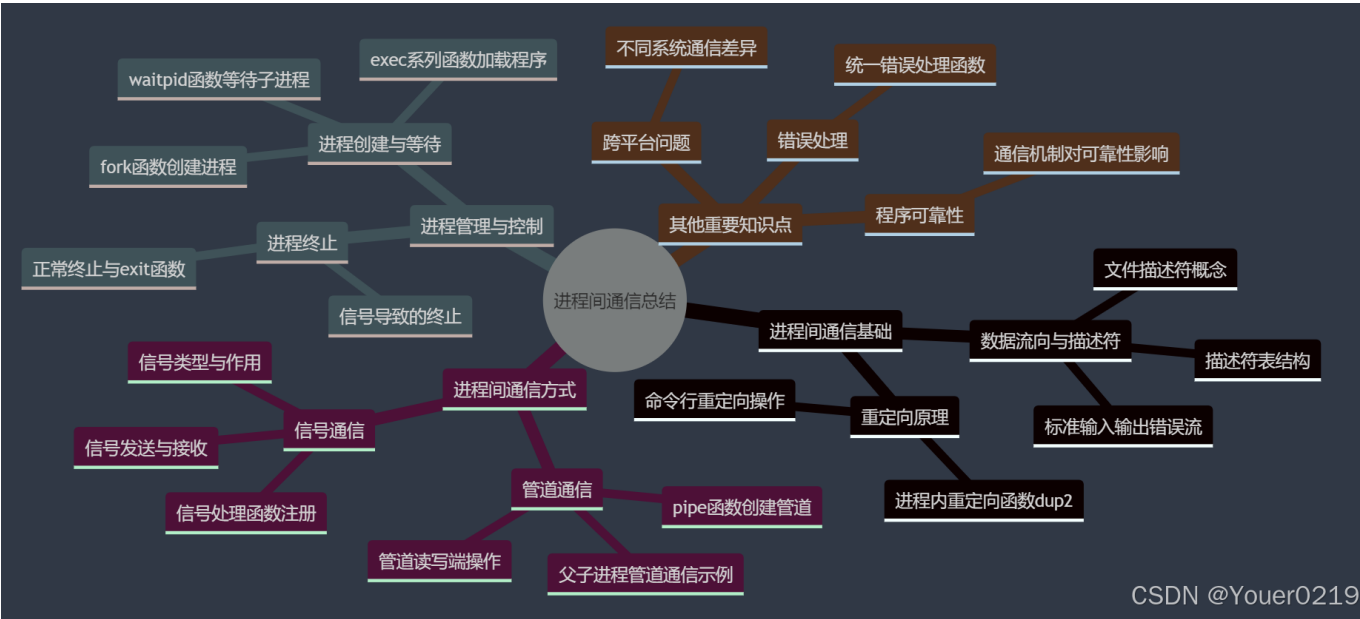 进程间通信总结
进程管理与控制
进程创建与等待
waitpid函数等待子进程
exec系列函数加载程序
fork函数创建进程
进程终止
正常终止与exit函数
信号导致的终止
其他重要知识点
跨平台问题
不同系统通信差异
错误处理
统一错误处理函数
程序可靠性
通信机制对可靠性影响
进程间通信基础
数据流向与描述符
文件描述符概念
描述符表结构
标准输入输出错误流
重定向原理
命令行重定向操作
进程内重定向函数dup2
进程间通信方式
信号通信
信号类型与作用
信号发送与接收
信号处理函数注册
管道通信
pipe函数创建管道
管道读写端操作
父子进程管道通信示例
CSDN @Youer0219